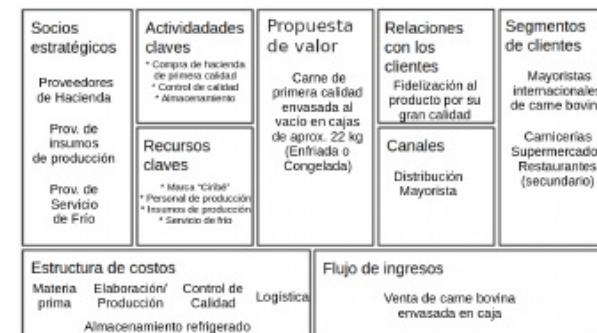 Socios
estratégicos
Proveedores
de Hacienda
Prov. de
insumos
de producción
Prov. de
Servicio
de Frío
Actividadades
claves
* Compra de hacienda
de primera calidad
* Control de calidad
* Almacenamiento
Recursos
claves
* Marca "Ciribé"
* Personal de producción
* Insumos de producción
* Servicio de frío
Propuesta
de valor
Carne de
primera calidad
envasada al
vacío en cajas
de aprox. 22 kg
(Enfriada o
Congelada)
Relaciones
con los
clientes
Fidelización al
producto por su
gran calidad
Canales
Distribución
Mayorista
Segmentos
de clientes
Mayoristas
internacionales
de carne bovin
Carnicerías
Supermercado
Restaurantes
(secundario)
Estructura de costos
Materia
prima
Elaboración/
Producción
Control de
Calidad
Logística
Almacenamiento refrigerado
Flujo de ingresos
Venta de carne bovina
envasada en caja